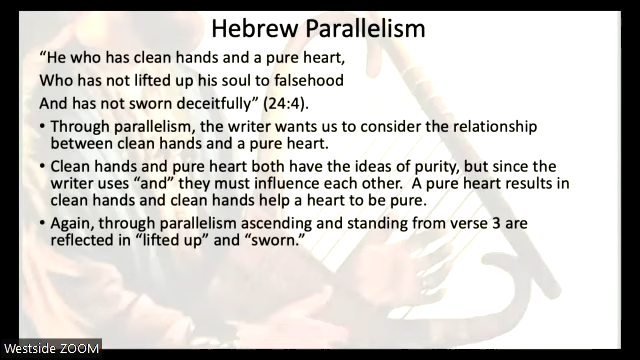 Hebrew Parallelism
“He who has clean hands and a pure heart,
Who has not lifted up his soul to falsehood
And has not sworn deceitfully” (24:4).
• Through parallelism, the writer wants us to consider the relationship
between clean hands and a pure heart.
• Clean hands and pure heart both have the ideas of purity, but since the
writer uses “and” they must influence each other.  A pure heart results in
clean hands and clean hands help a heart to be pure.
• Again, through parallelism ascending and standing from verse 3 are
reflected in “lifted up” and “sworn.”
Westside ZOOM